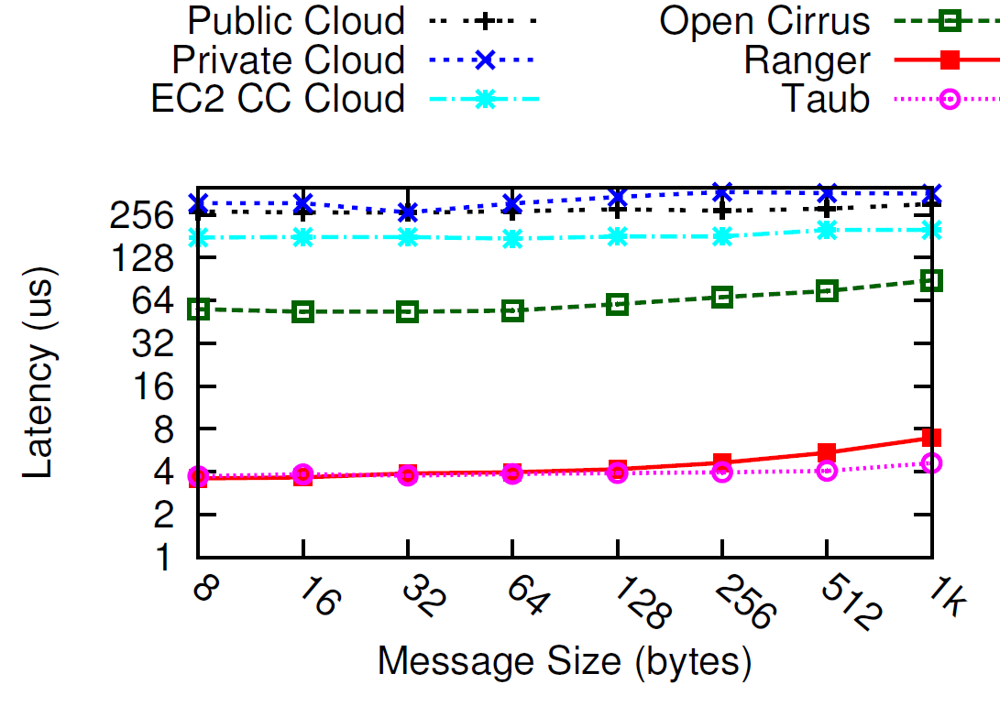 Public Cloud
Open Cirrus
Private Cloud
Ranger
EC2 CC Cloud
Taub
Latency (us)
256
128
64
32
16
8
4
2
1
8
16
32
64
128
256
512
1k
Message Size (bytes)